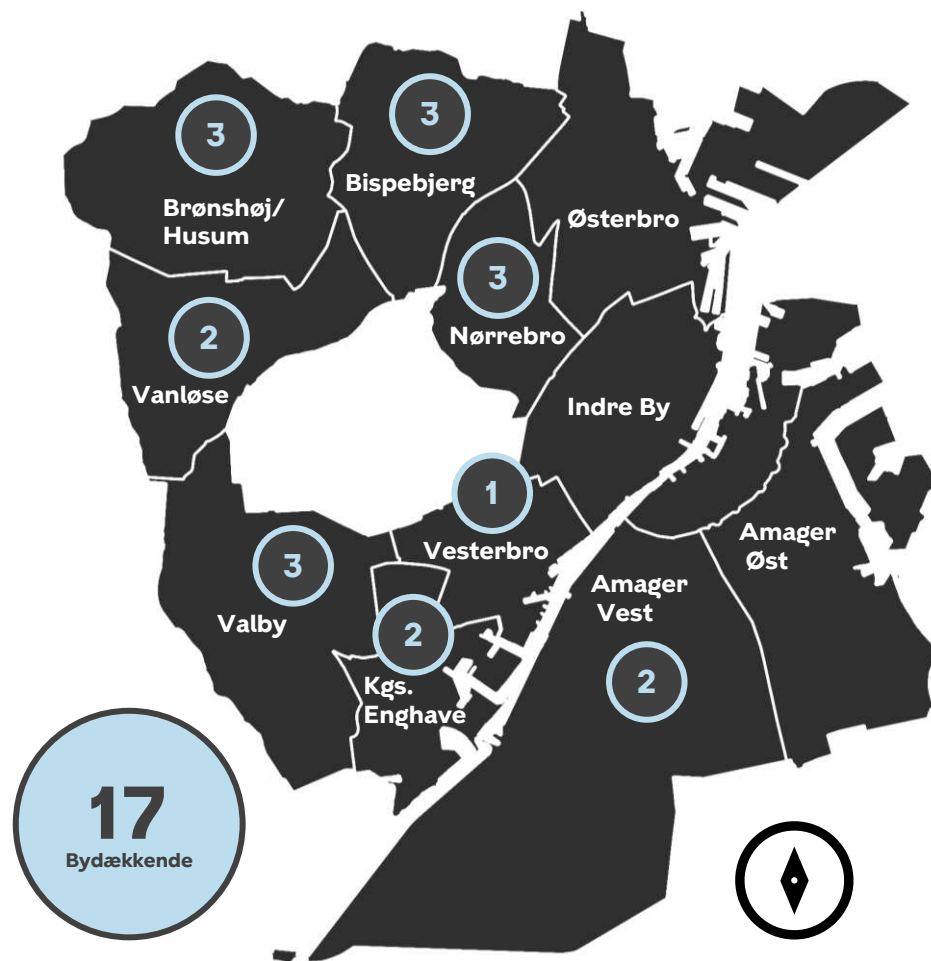 3
Brønshøj/
Husum
3
Bispebjerg
Østerbro
3
Nørrebro
2
Vanløse
Indre By
1
Vesterbro
3
Valby
2
Kgs.
Enghave
Amager
Vest
2
Amager
Øst
17
Bydækkende